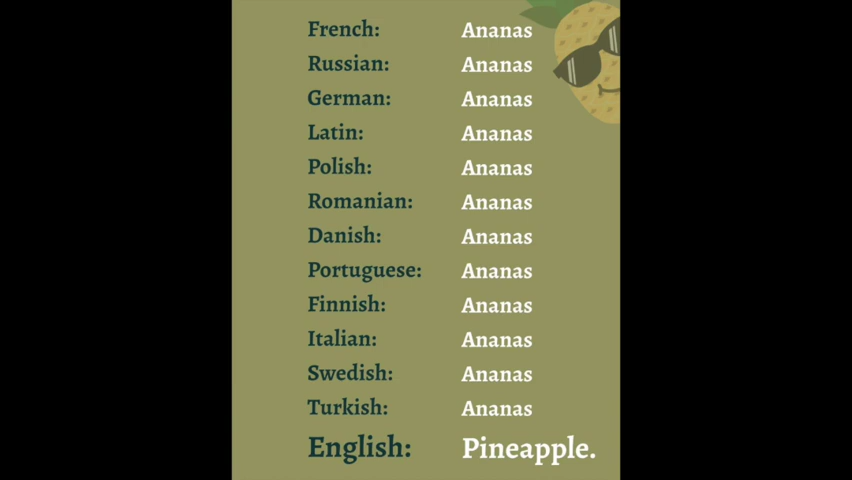 French: Ananas
Russian: Ananas
German: Ananas
Latin: Ananas
Polish: Ananas
Romanian: Ananas
Danish: Ananas
Portuguese: Ananas
Finnish: Ananas
Italian: Ananas
Swedish: Ananas
Turkish: Ananas
English: Pineapple.